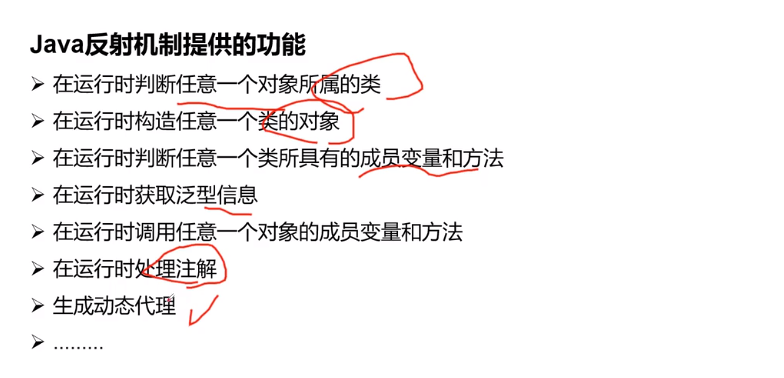 Java反射机制提供的功能
➢ 在运行时判断任意一个对象所属的类
➢ 在运行时构造任意一个类的对象
➢ 在运行时判断任意一个类所具有的成员变量和方法
➢ 在运行时获取泛型信息
➢ 在运行时调用任意一个对象的成员变量和方法
➢ 在运行时处理注解
➢ 生成动态代理
➢ .........